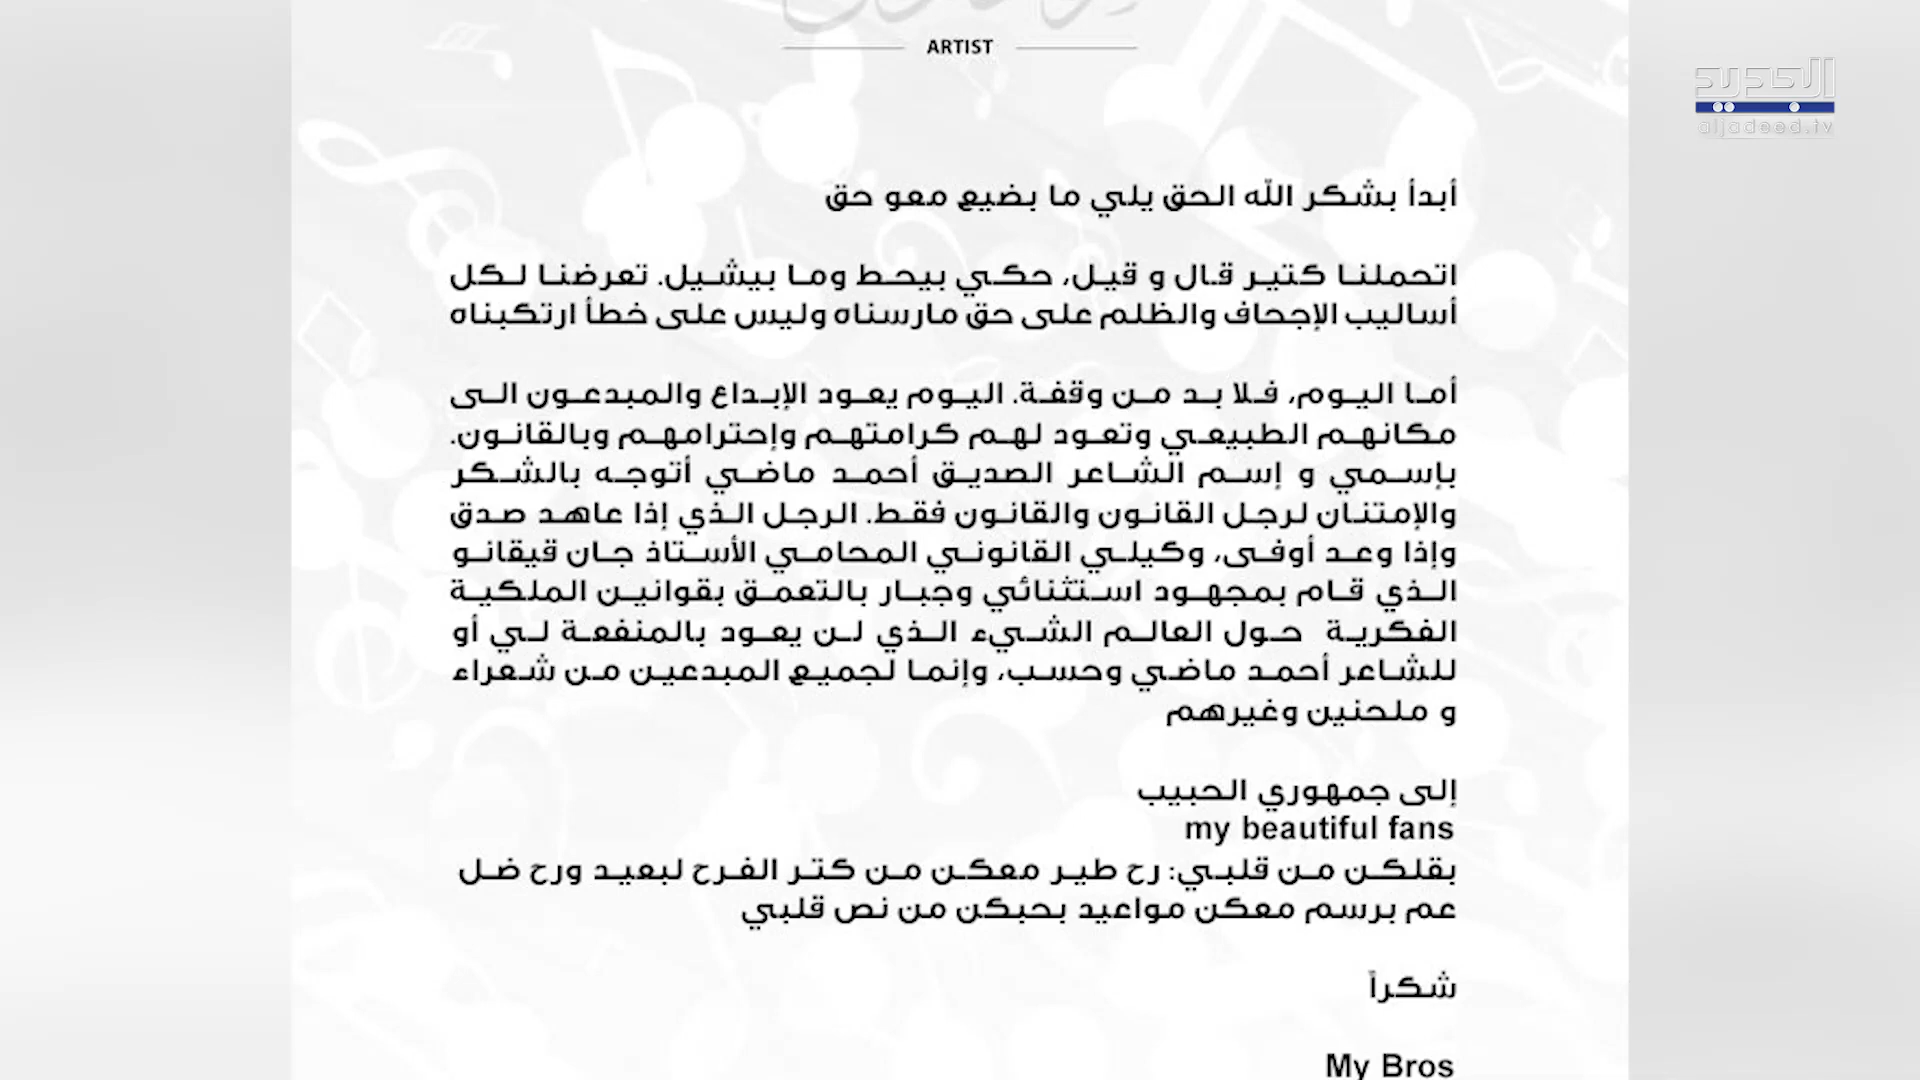 ARTIST
الجديد
aljadeed.tv
أبدأ بشكر الله الحق يلي ما بضيع معو حق
اتحملنا كتير قال و قيل، حكي بيحط وما بيشيل. تعرضنا لكل
أساليب الإجحاف والظلم على حق مارسناه وليس على خطأ ارتكبناه
أما اليوم، فلا بد من وقفة. اليوم يعود الإبداع والمبدعون الى
مكانهم الطبيعي وتعود لهم كرامتهم وإحترامهم وبالقانون.
بإسمي و إسم الشاعر الصديق أحمد ماضي أتوجه بالشكر
والإمتنان لرجل القانون والقانون فقط. الرجل الذي إذا عاهد صدق
وإذا وعد أوفى، وكيلي القانوني المحامي الأستاذ جان قيقانو
الذي قام بمجهود استثنائي وجبار بالتعمق بقوانين الملكية
الفكرية حول العالم الشيء الذي لن يعود بالمنفعة لي أو
للشاعر أحمد ماضي وحسب، وإنما لجميع المبدعين من شعراء
و ملحنين وغيرهم
إلى جمهوري الحبيب
my beautiful fans
بقلكن من قلبي: رح طير معكن من كتر الفرح لبعيد ورح ضل
عم برسم معكن مواعيد بحبكن من نص قلبي
شكراً
My Bros